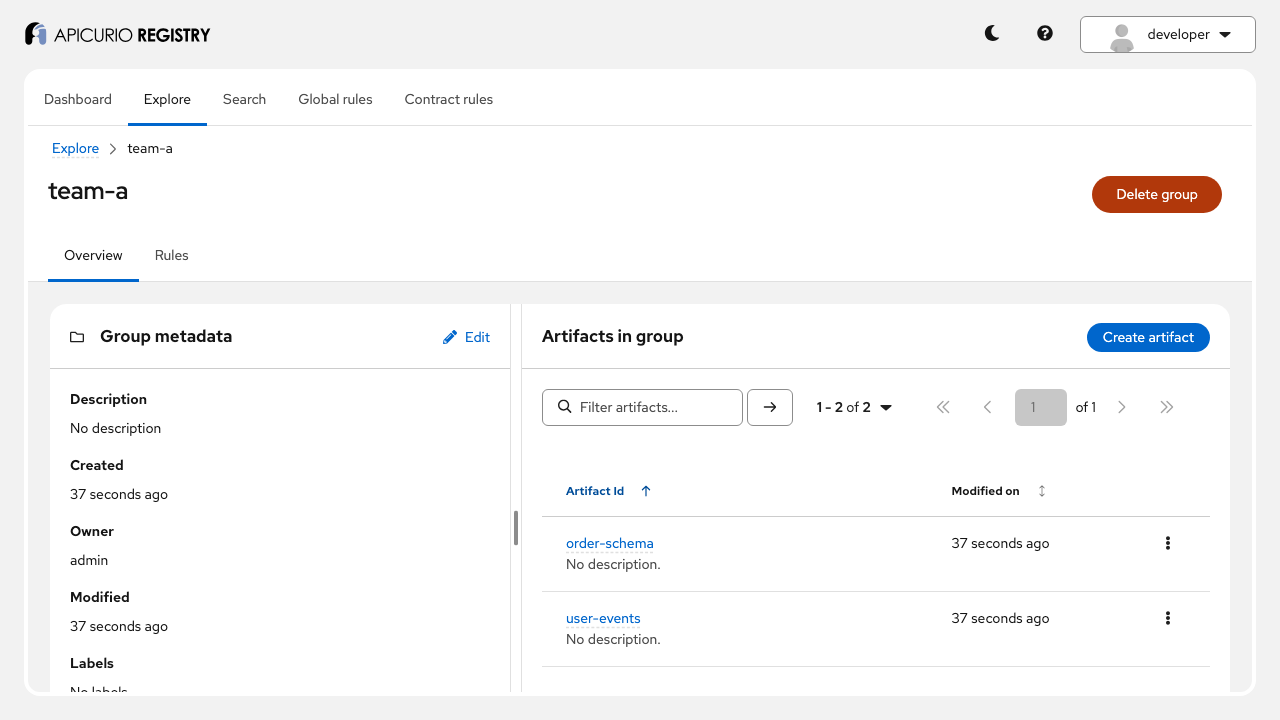 APICURIO REGISTRY
developer
Dashboard
Explore
Search
Global rules
Contract rules
Explore
team-a
team-a
Delete group
Overview
Rules
Group metadata
Edit
Description
No description
Created
37 seconds ago
Owner
admin
Modified
37 seconds ago
Labels
No labels
Artifacts in group
Create artifact
Filter artifacts...
1 - 2 of 2
1 of 1
Artifact Id
Modified on
order-schema
37 seconds ago
No description.
user-events
37 seconds ago
No description.